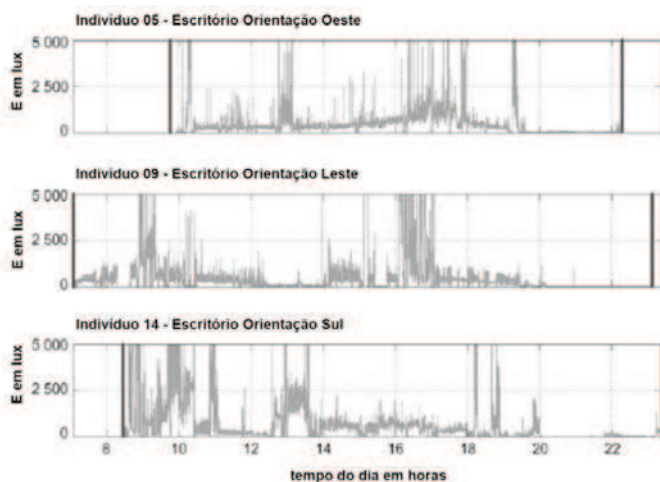 Indivíduo 05 - Escritório Orientação Oeste
5 000
2 500
0
E em lux
Indivíduo 09 - Escritório Orientação Leste
5 000
2 500
0
E em lux
Indivíduo 14 - Escritório Orientação Sul
5 000
2 500
0
E em lux
8 10 12 14 16 18 20 22
tempo do dia em horas